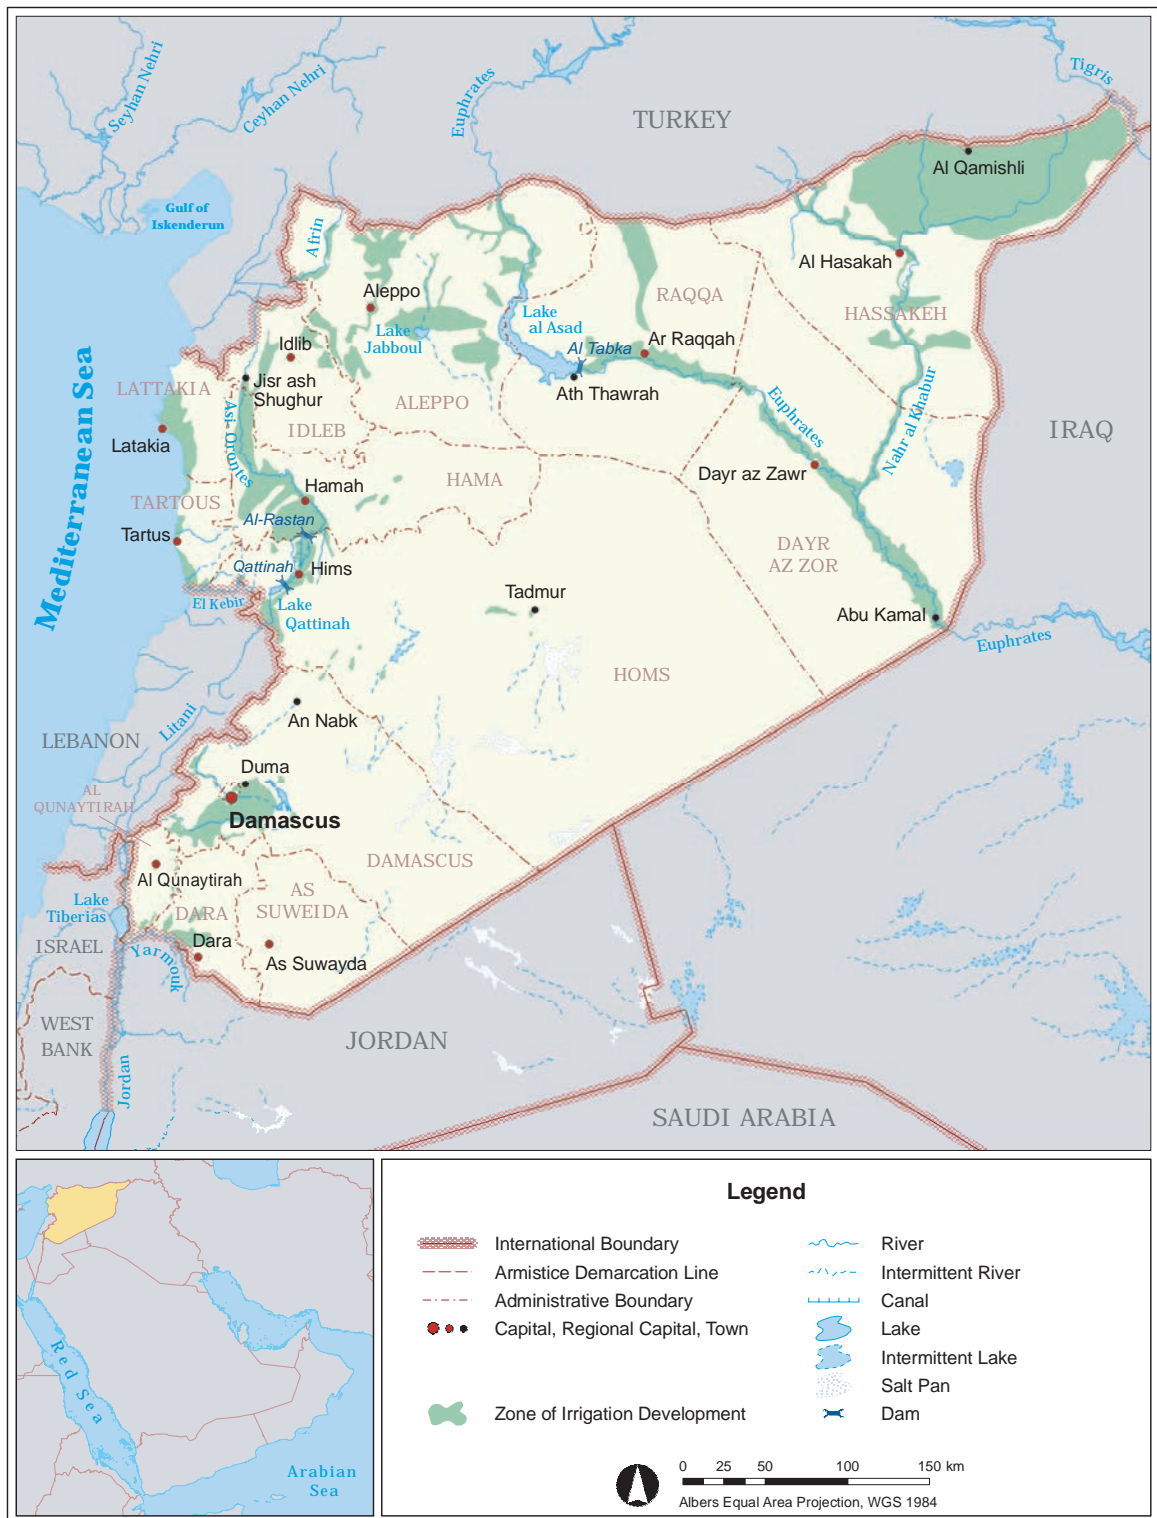 Seyhan Nehri
Ceyhan Nehri
Euphrates
Tigris
TURKEY
Al Qamishli
Gulf of
Iskenderun
Afrin
Al Hasakah
Aleppo
RAQQA
HASSAKEH
Lake
al Asad
Lake
Jabboul
Al Tabka
Ar Raqqah
Idlib
Mediterranean Sea
LATTAKIA
Jisr ash
Shughur
ALEPPO
Ath Thawrah
Asi-Orontes
IDLEB
Latakia
Euphrates
Nahr al Khabur
IRAQ
HAMA
Dayr az Zawr
TARTOUS
Hamah
Al-Rastan
Tartus
DAYR
AZ ZOR
Qattinah
Hims
Tadmur
El Kebir
Lake
Qattinah
Abu Kamal
Euphrates
HOMS
An Nabk
Litani
LEBANON
Duma
AL
QUNAYTIRAH
Damascus
DAMASCUS
Al Qunaytirah
AS
SUWEIDA
Lake
Tiberias
DARA
ISRAEL
Dara
Yarmouk
As Suwayda
WEST
BANK
JORDAN
Jordan
SAUDI ARABIA
Red Sea
Arabian
Sea
Legend
International Boundary
Armistice Demarcation Line
Administrative Boundary
Capital, Regional Capital, Town
Zone of Irrigation Development
River
Intermittent River
Canal
Lake
Intermittent Lake
Salt Pan
Dam
0 25 50 100 150 km
Albers Equal Area Projection, WGS 1984